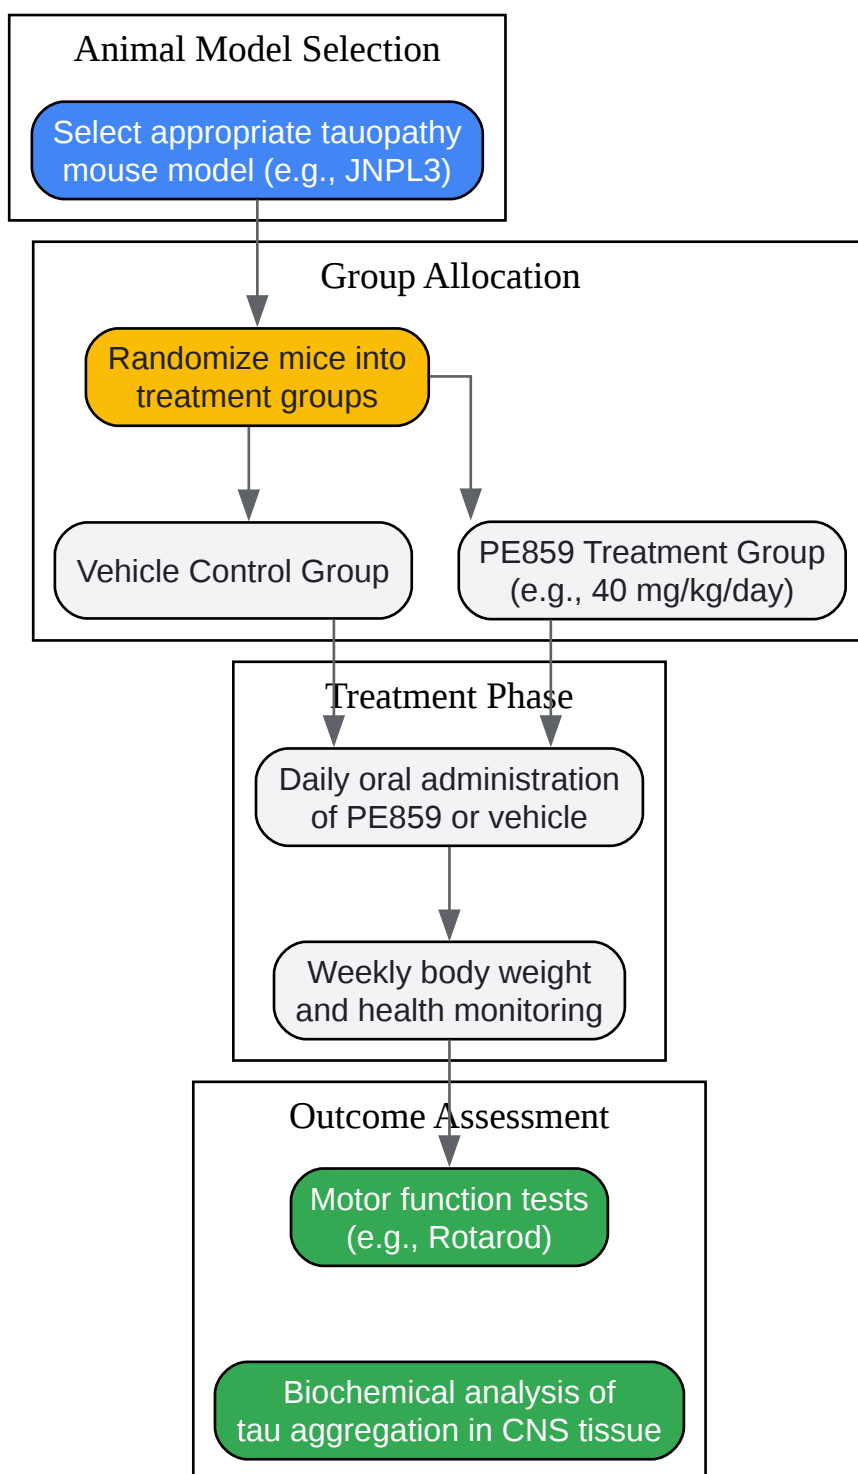 Animal Model Selection
Select appropriate tauopathy
mouse model (e.g., JNPL3)
Group Allocation
Randomize mice into
treatment groups
Vehicle Control Group
PE859 Treatment Group
(e.g., 40 mg/kg/day)
Treatment Phase
Daily oral administration
of PE859 or vehicle
Weekly body weight
and health monitoring
Outcome Assessment
Motor function tests
(e.g., Rotarod)
Biochemical analysis of
tau aggregation in CNS tissue